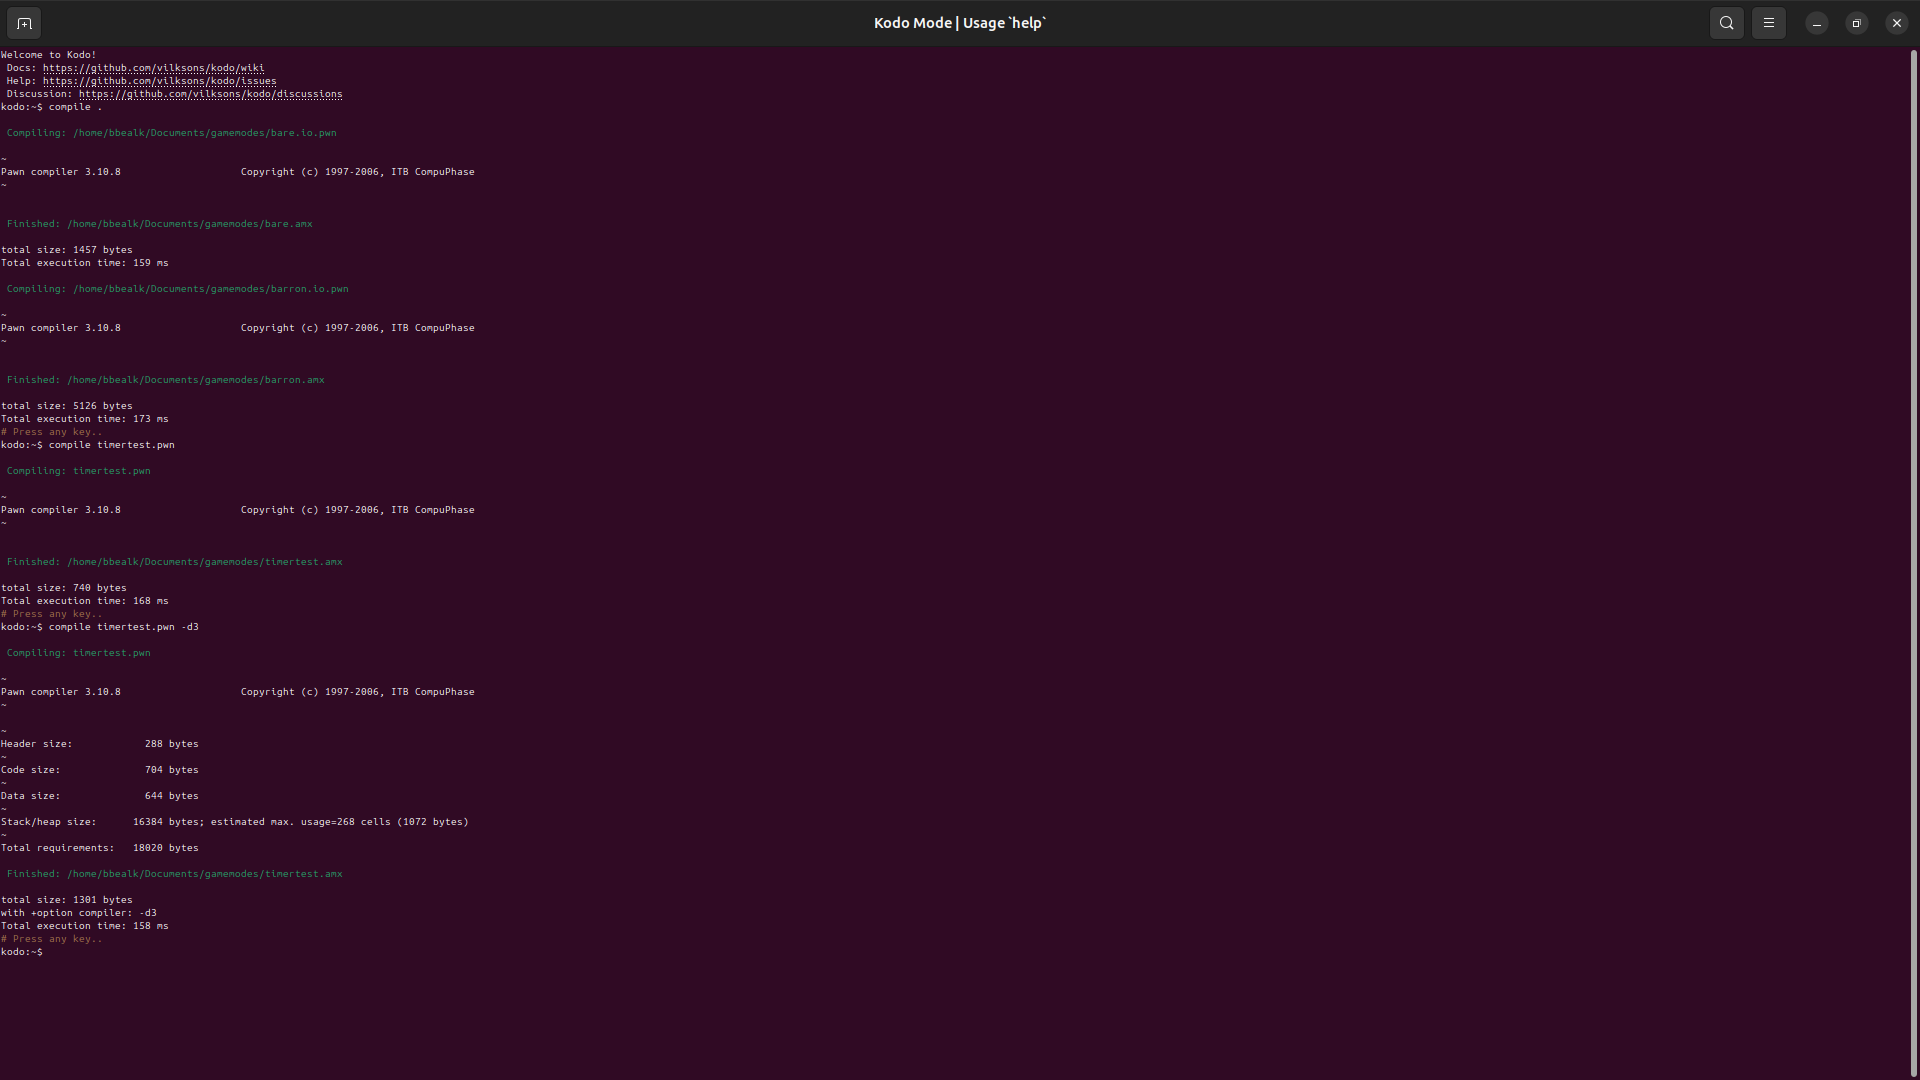 Kodo Mode | Usage `help`
Welcome to Kodo!
Docs: https://github.com/vilksons/kodo/wiki
Help: https://github.com/vilksons/kodo/issues
Discussion: https://github.com/vilksons/kodo/discussions
kodo:~$ compile .
Compiling: /home/bbealk/Documents/gamemodes/bare.io.pwn
~
Pawn compiler 3.10.8                    Copyright (c) 1997-2006, ITB CompuPhase
~
Finished: /home/bbealk/Documents/gamemodes/bare.amx
total size: 1457 bytes
Total execution time: 159 ms
Compiling: /home/bbealk/Documents/gamemodes/barron.io.pwn
~
Pawn compiler 3.10.8                    Copyright (c) 1997-2006, ITB CompuPhase
~
Finished: /home/bbealk/Documents/gamemodes/barron.amx
total size: 5126 bytes
Total execution time: 173 ms
# Press any key..
kodo:~$ compile timertest.pwn
Compiling: timertest.pwn
~
Pawn compiler 3.10.8                    Copyright (c) 1997-2006, ITB CompuPhase
~
Finished: /home/bbealk/Documents/gamemodes/timertest.amx
total size: 740 bytes
Total execution time: 168 ms
# Press any key..
kodo:~$ compile timertest.pwn -d3
Compiling: timertest.pwn
~
Pawn compiler 3.10.8                    Copyright (c) 1997-2006, ITB CompuPhase
~
~
Header size:            288 bytes
~
Code size:              704 bytes
~
Data size:              644 bytes
~
Stack/heap size:      16384 bytes; estimated max. usage=268 cells (1072 bytes)
~
Total requirements:   18020 bytes
Finished: /home/bbealk/Documents/gamemodes/timertest.amx
total size: 1301 bytes
with +option compiler: -d3
Total execution time: 158 ms
# Press any key..
kodo:~$